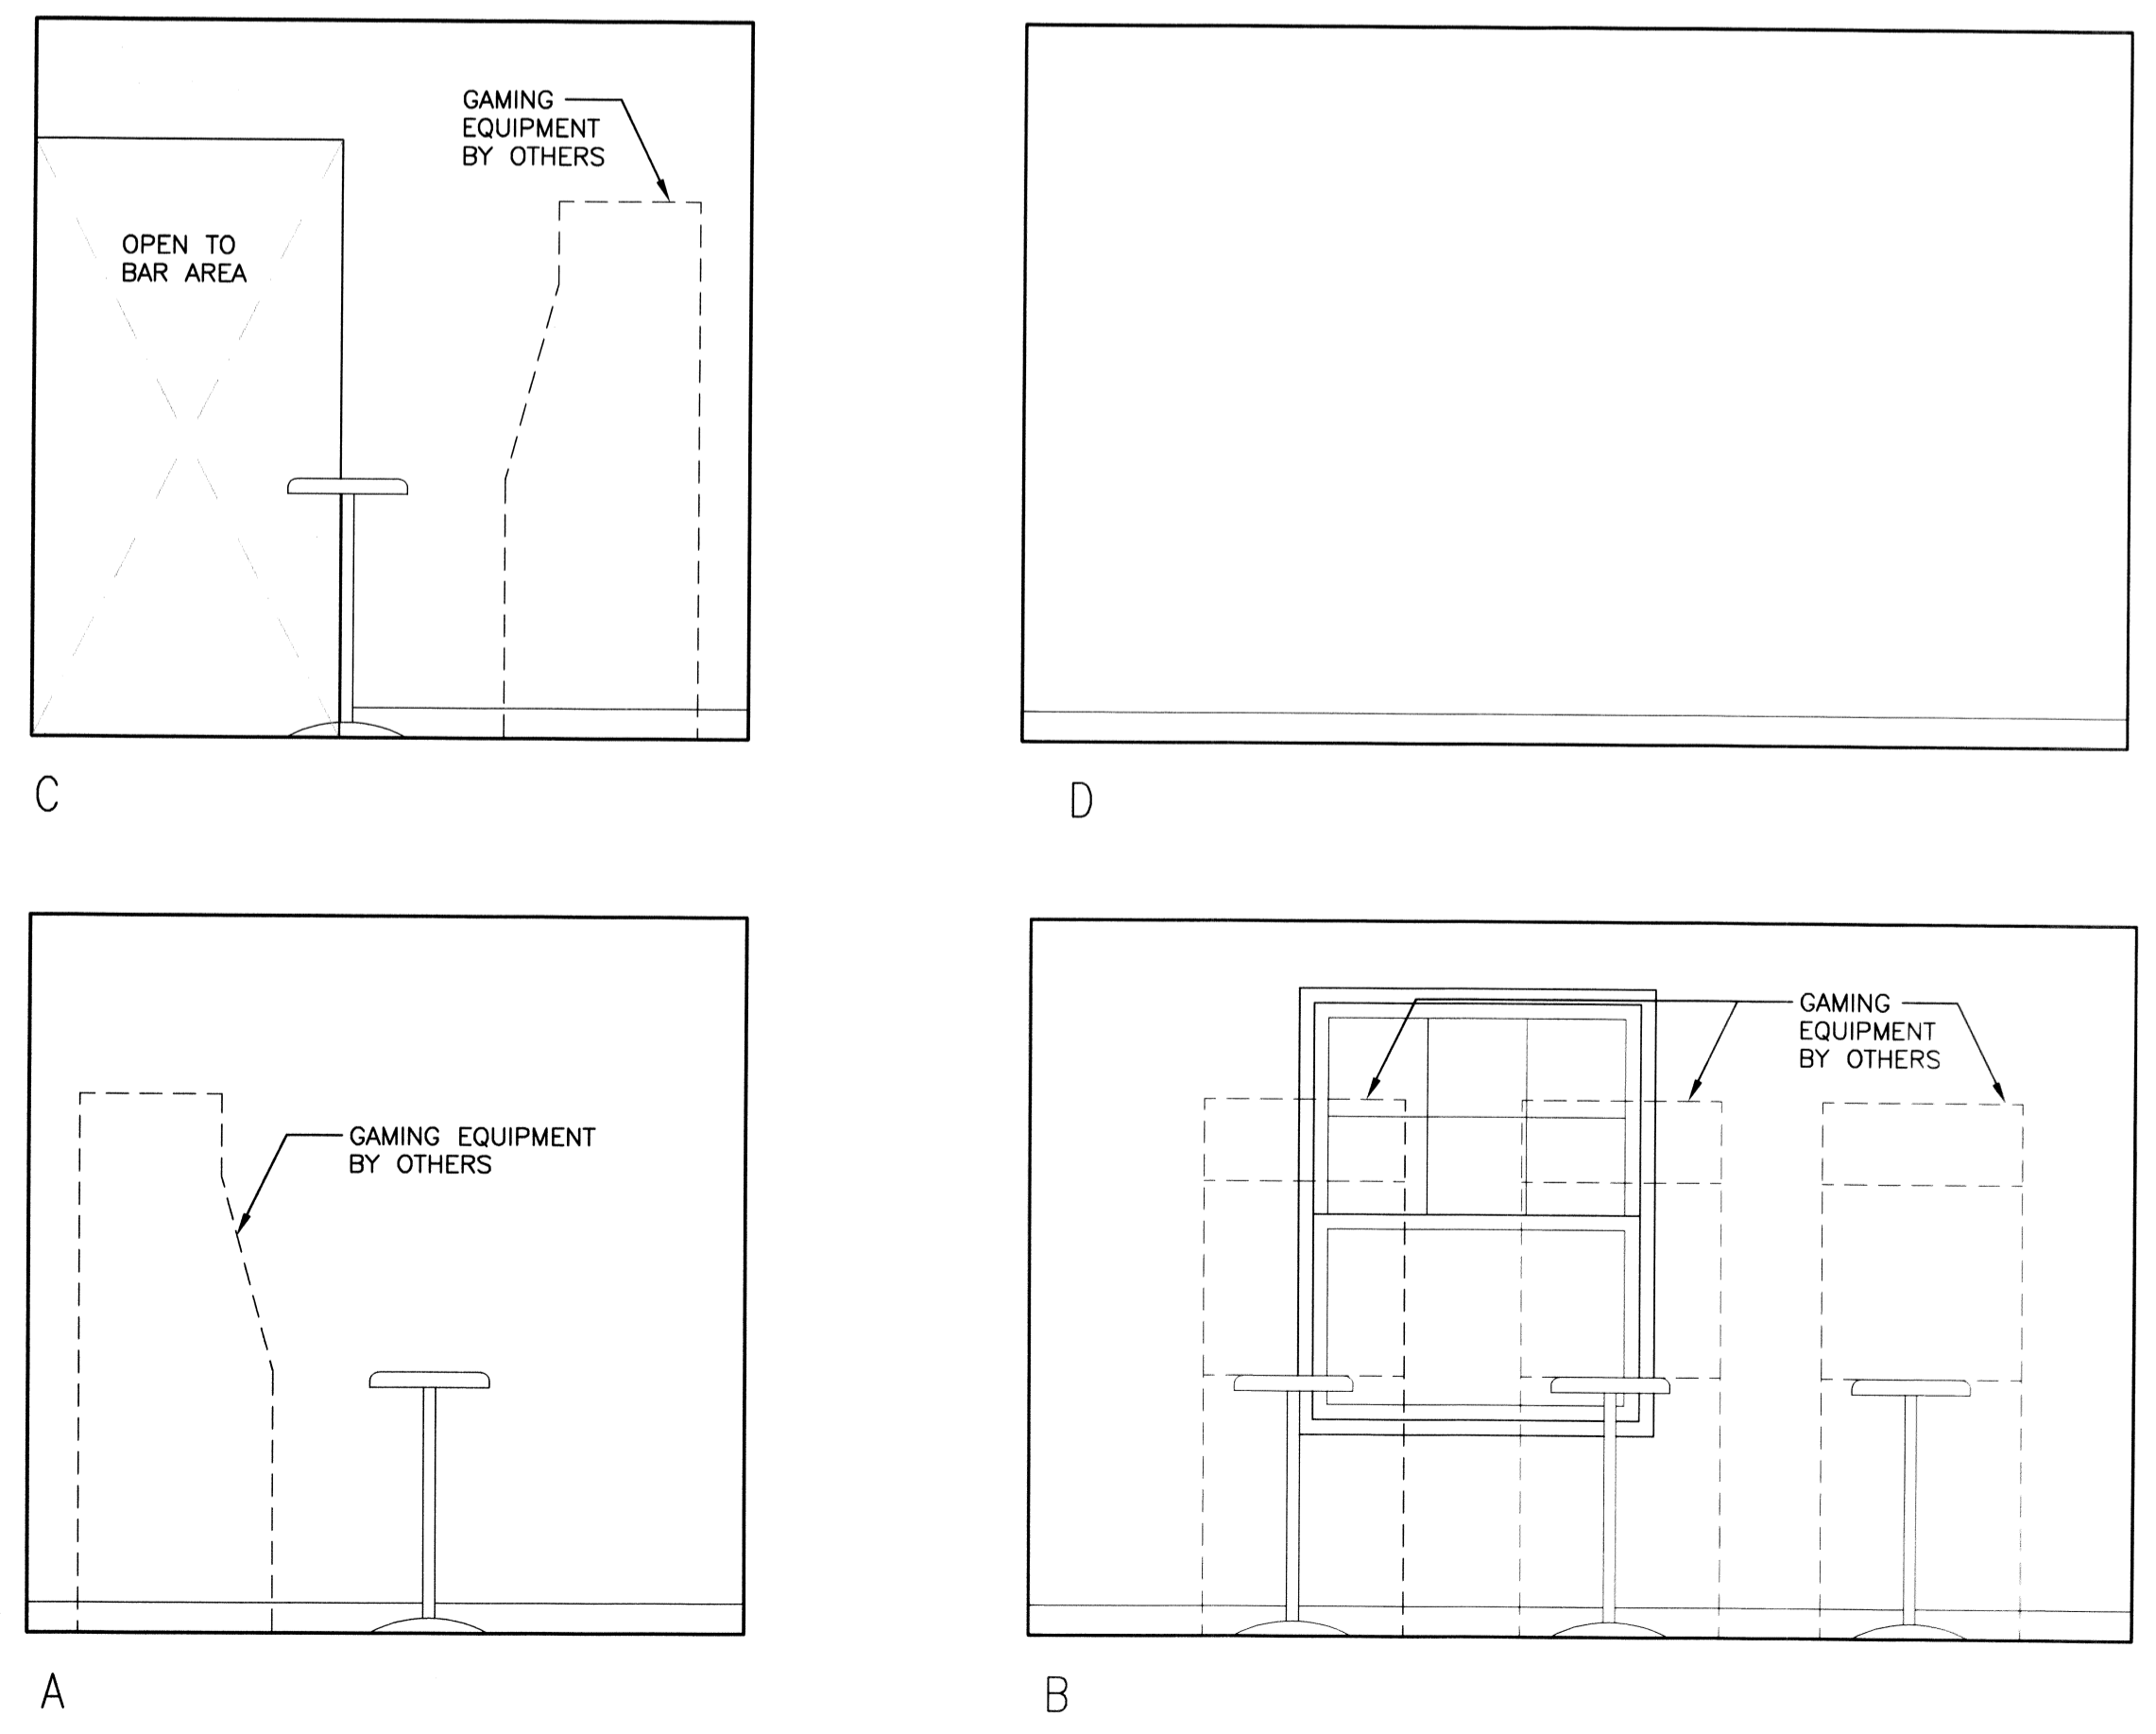 GAMING
EQUIPMENT
BY OTHERS
OPEN TO
BAR AREA
C
D
GAMING EQUIPMENT
BY OTHERS
A
GAMING
EQUIPMENT
BY OTHERS
B